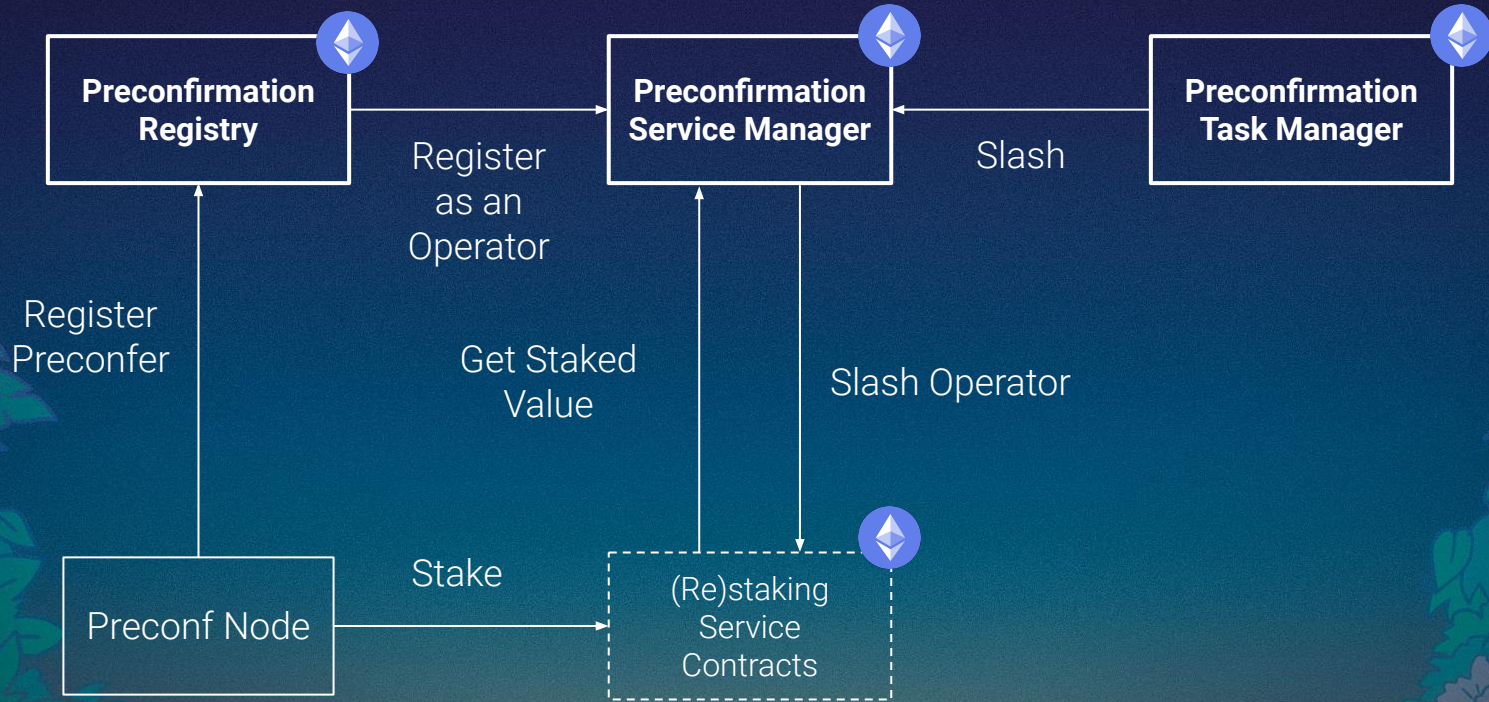 Preconfirmation
Registry
Preconfirmation
Service Manager
Preconfirmation
Task Manager
Register
as an
Operator
Slash
Register
Preconfer
Get Staked
Value
Slash Operator
Stake
Preconf Node
(Re)staking
Service
Contracts